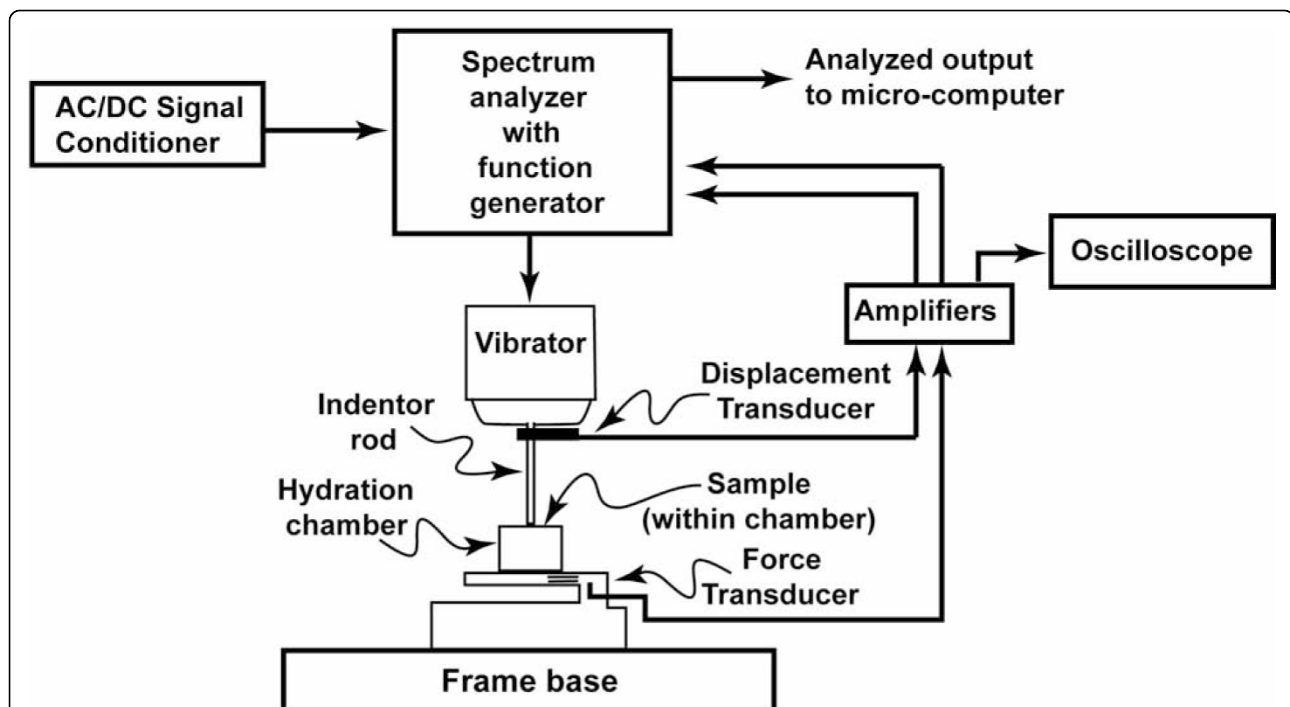 Spectrum
analyzer
with
function
generator
Analyzed output
to micro-computer
AC/DC Signal
Conditioner
Oscilloscope
Amplifiers
Vibrator
Displacement
Transducer
Indentor
rod
Hydration
chamber
Sample
(within chamber)
Force
Transducer
Frame base